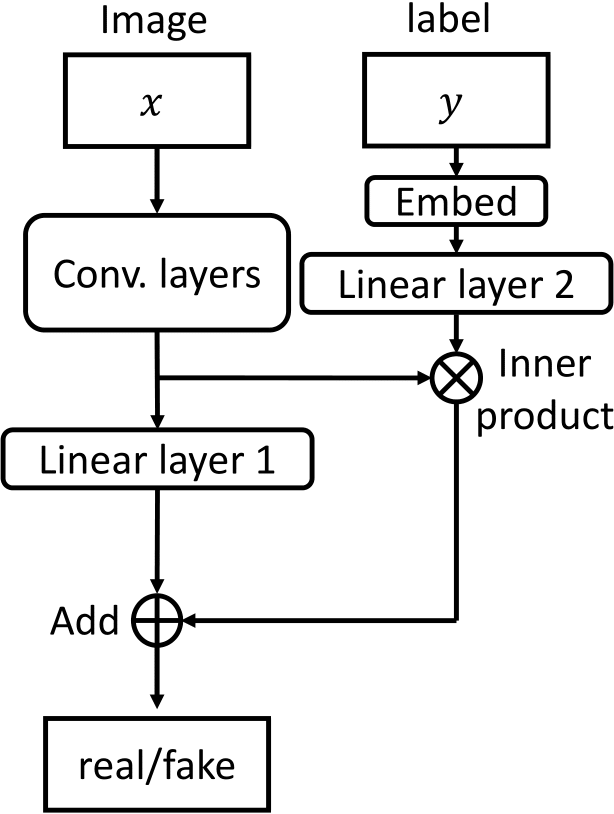 Image
label
x
y
Embed
Conv. layers
Linear layer 2
Inner
product
Linear layer 1
Add
real/fake